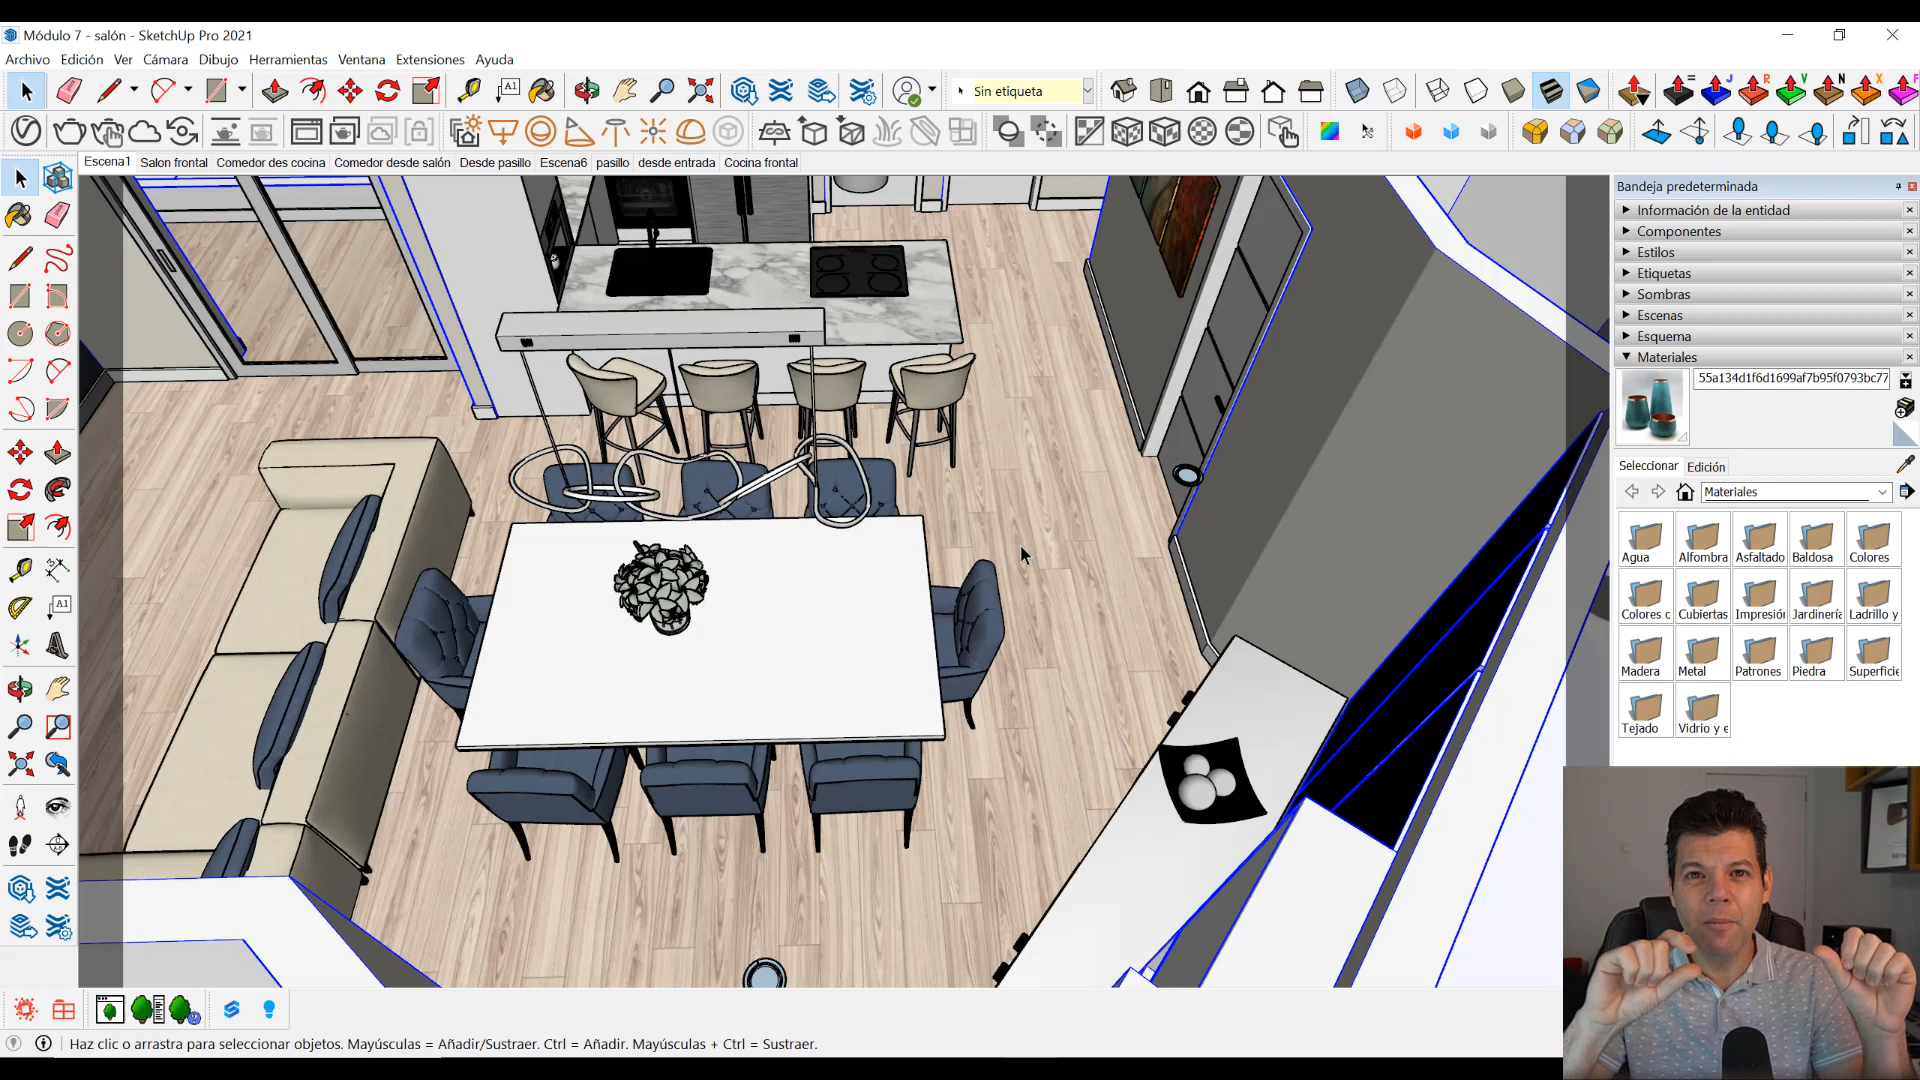 Módulo 7 - salón - SketchUp Pro 2021
Archivo Edición Ver Cámara Dibujo Herramientas Ventana Extensiones Ayuda
Sin etiqueta
Escena1 Salon frontal Comedor des cocina Comedor desde salón Desde pasillo Escena6 pasillo desde entrada Cocina frontal
Bandeja predeterminada
Información de la entidad
Componentes
Estilos
Etiquetas
Sombras
Escenas
Esquema
Materiales
55a134d1f6d1699af7b95f0793bc77
Seleccionar Edición
Materiales
Agua Alfombra Asfaltado Baldosa Colores
Colores c Cubiertas Impresión Jardinería Ladrillo y
Madera Metal Patrones Piedra Superficie
Tejado Vidrio y e
Haz clic o arrastra para seleccionar objetos. Mayúsculas = Añadir/Sustraer. Ctrl = Añadir. Mayúsculas + Ctrl = Sustraer.